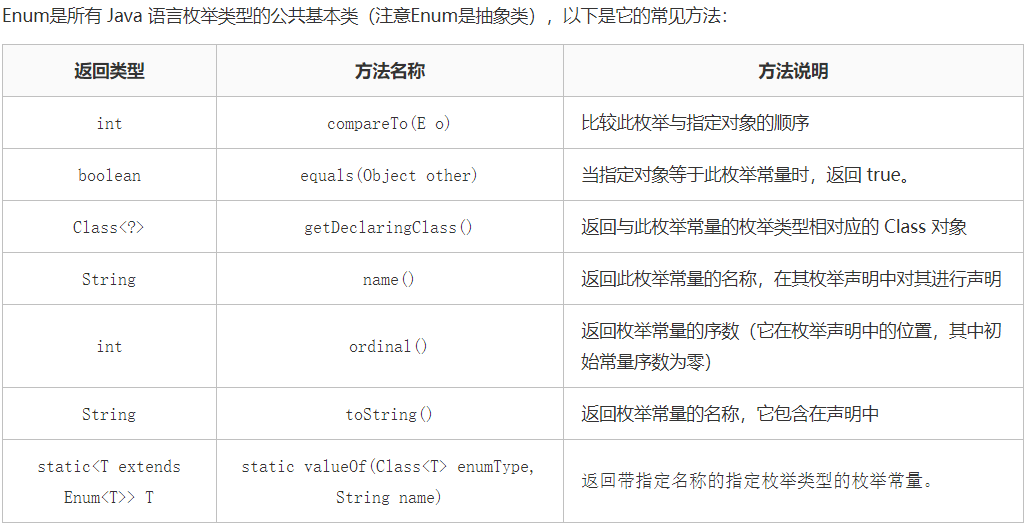 Enum是所有 Java 语言枚举类型的公共基本类（注意Enum是抽象类），以下是它的常见方法：
返回类型 方法名称 方法说明
int compareTo(E o) 比较此枚举与指定对象的顺序
boolean equals(Object other) 当指定对象等于此枚举常量时，返回 true。
Class<?> getDeclaringClass() 返回与此枚举常量的枚举类型相对应的 Class 对象
String name() 返回此枚举常量的名称，在其枚举声明中对其进行声明
int ordinal() 返回枚举常量的序数（它在枚举声明中的位置，其中初
始常量序数为零）
String toString() 返回枚举常量的名称，它包含在声明中
static<T extends
Enum<T>> T
static valueOf(Class<T> enumType,
String name)
返回带指定名称的指定枚举类型的枚举常量。